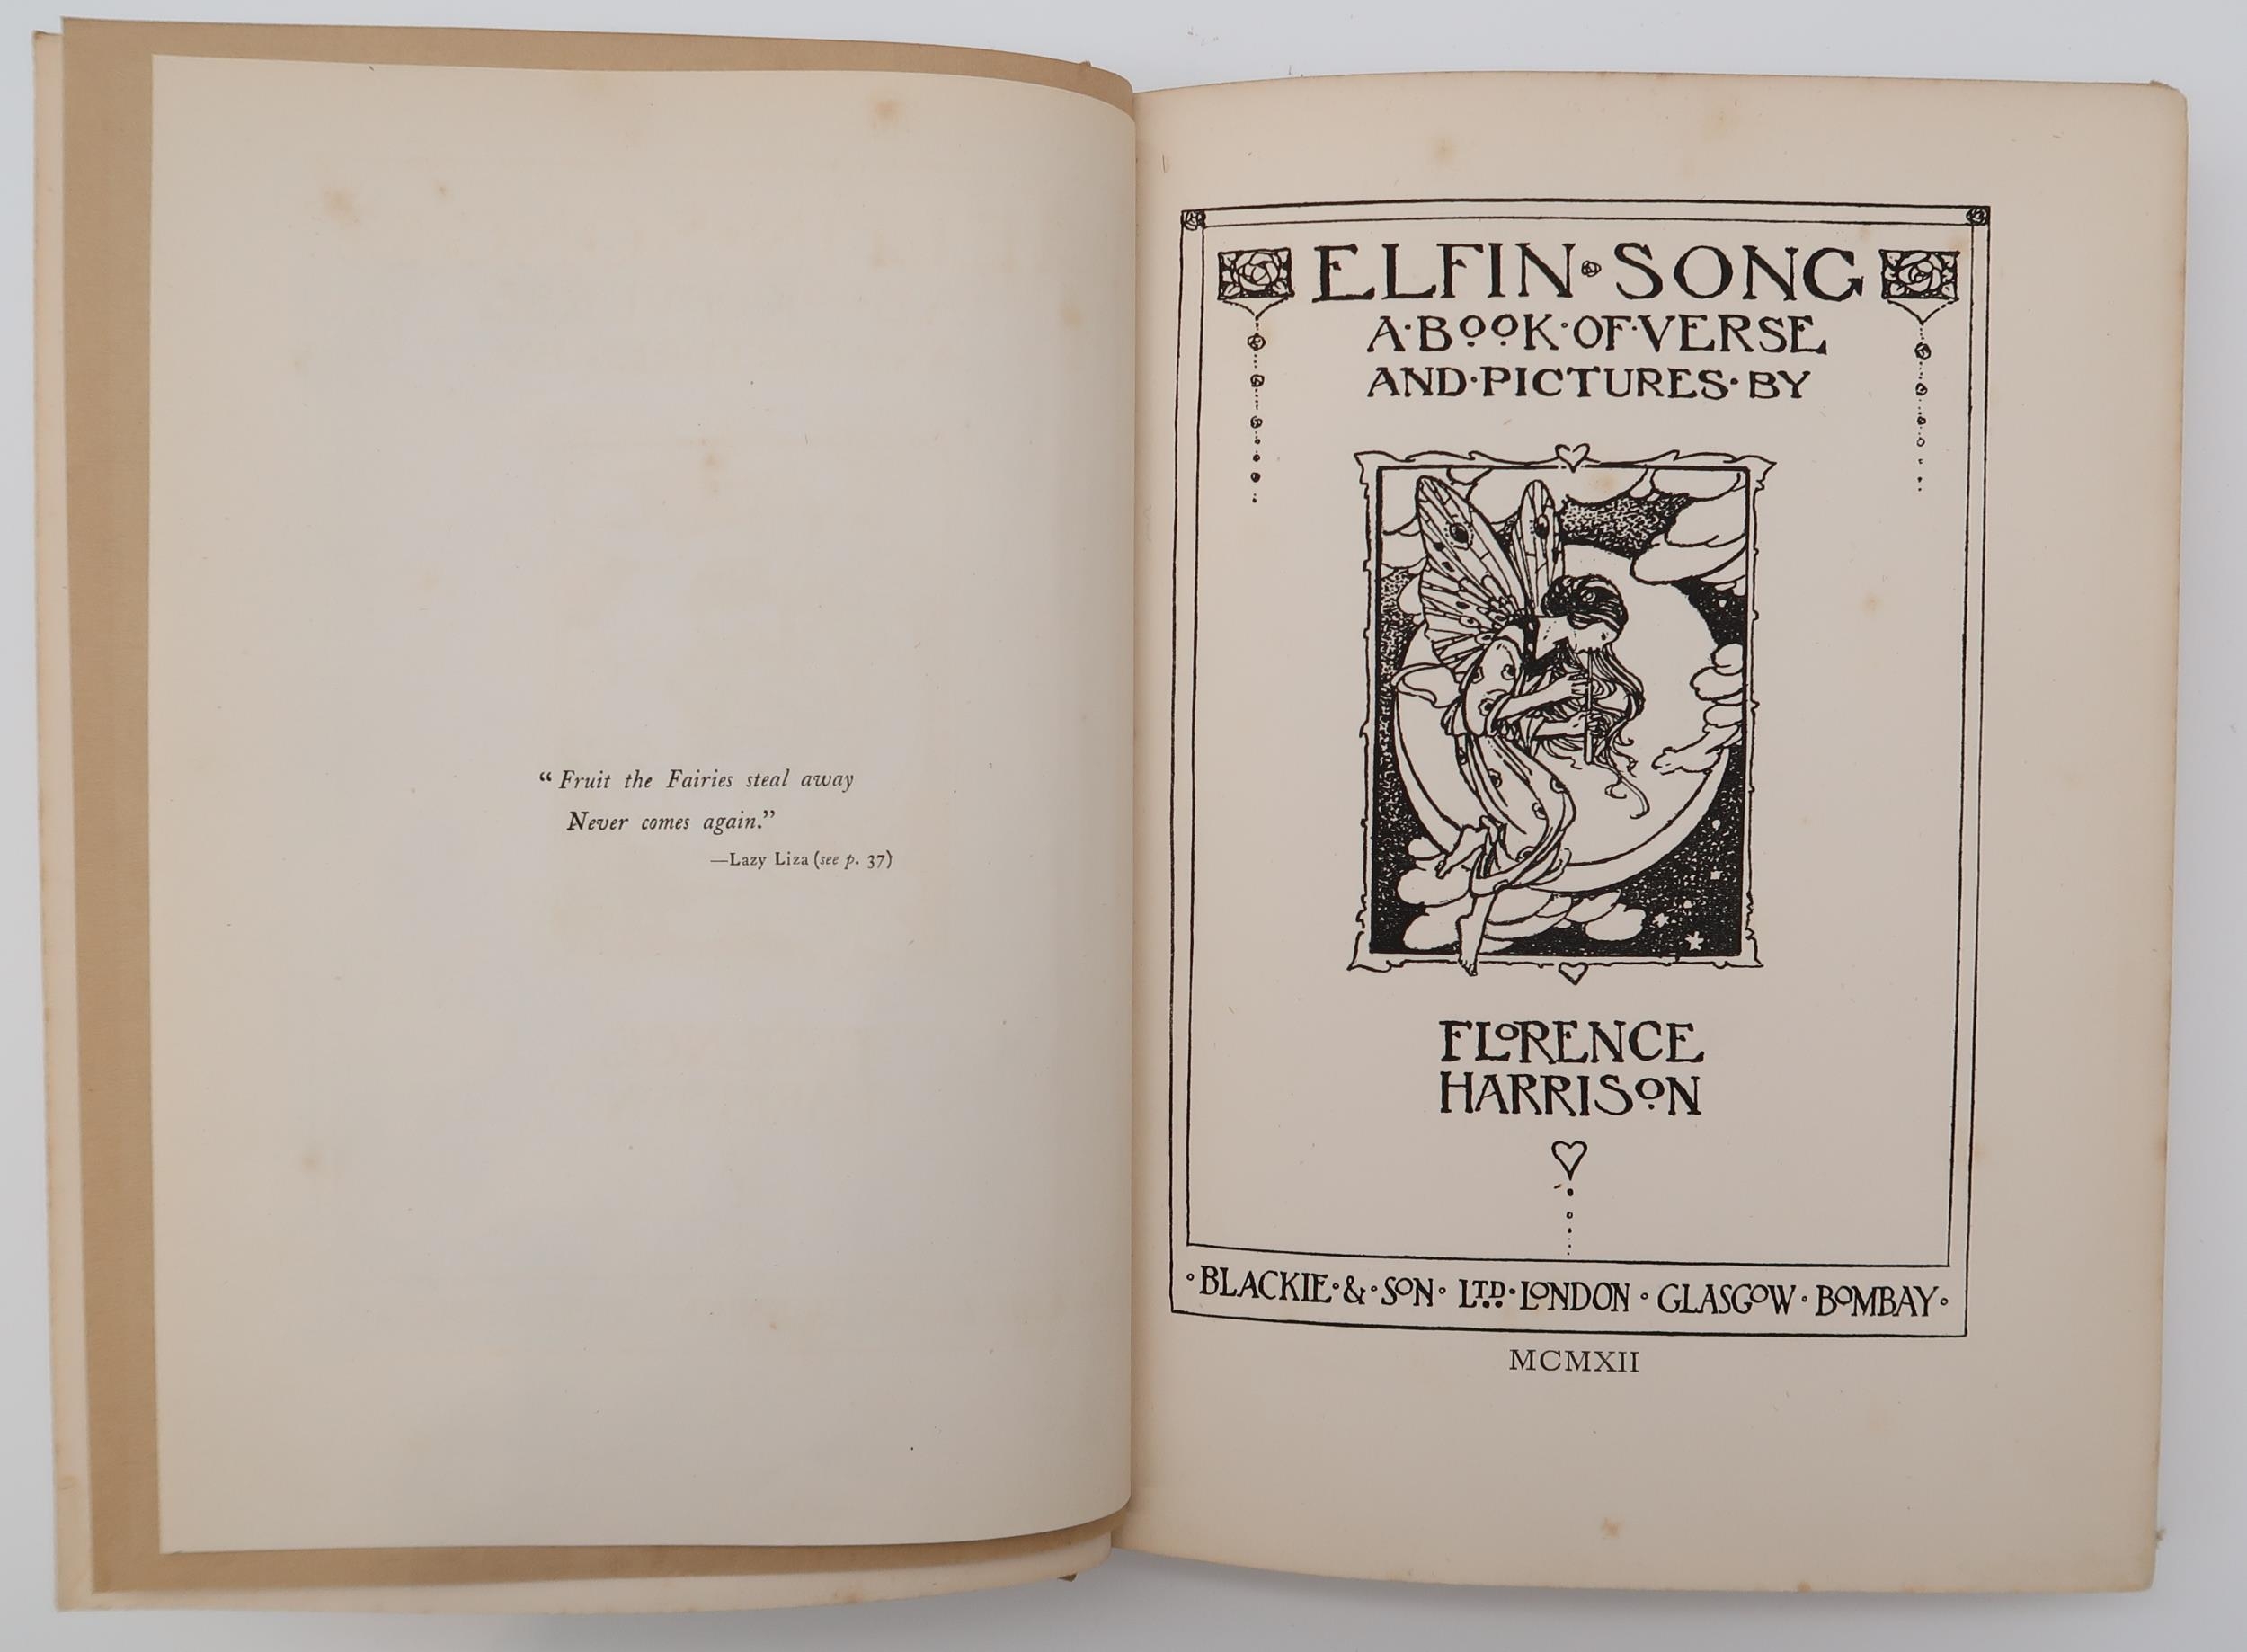 “Fruit the Fairies steal away
Never comes again.”
—Lazy Liza (see p. 37)
ELFIN·SONG
A·BOOK·OF·VERSE
AND·PICTURES·BY
FLORENCE
HARRISON
·BLACKIE·&·SON·LTD·LONDON·GLASGOW·BOMBAY·
MCMXII